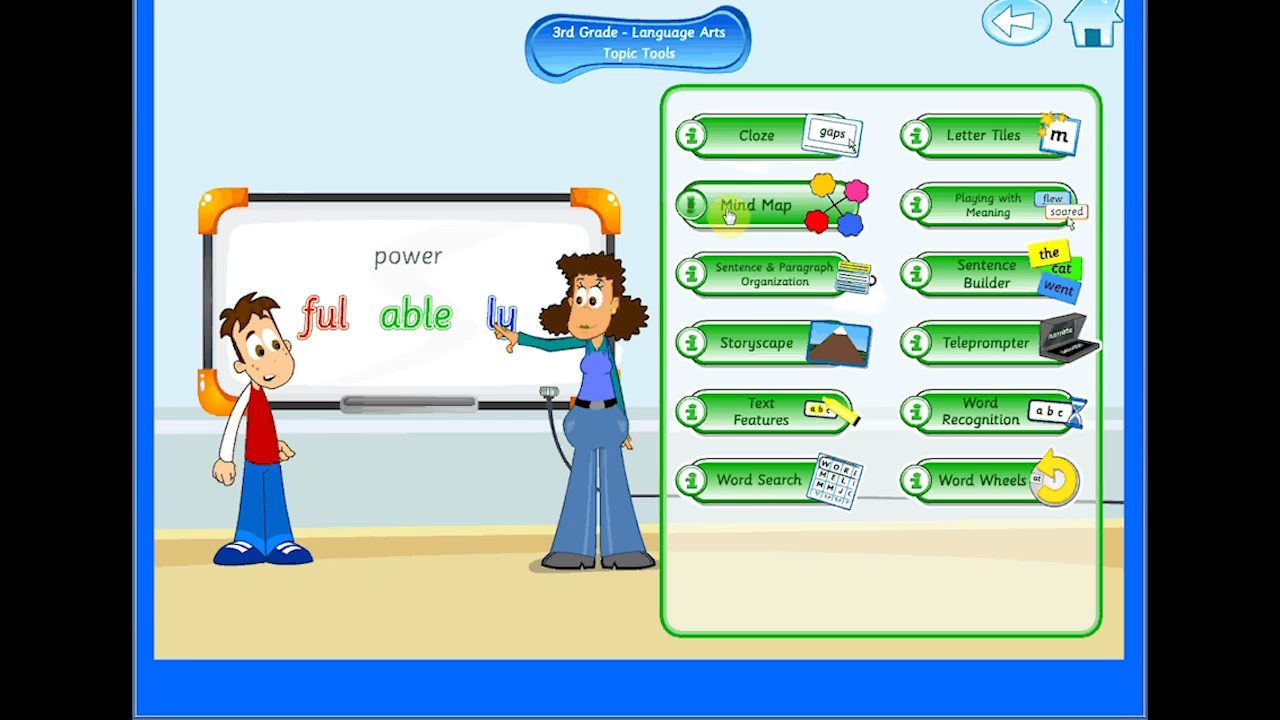 3rd Grade - Language Arts
Topic Tools
power
ful able ly
Cloze
gaps
Letter Tiles
m
Mind Map
Playing with
Meaning
flew
soared
Sentence & Paragraph
Organization
Sentence
Builder
the
cat
went
Storyscape
Teleprompter
Text
Features
a b c
Word
Recognition
a b c
Word Search
Word Wheels
at